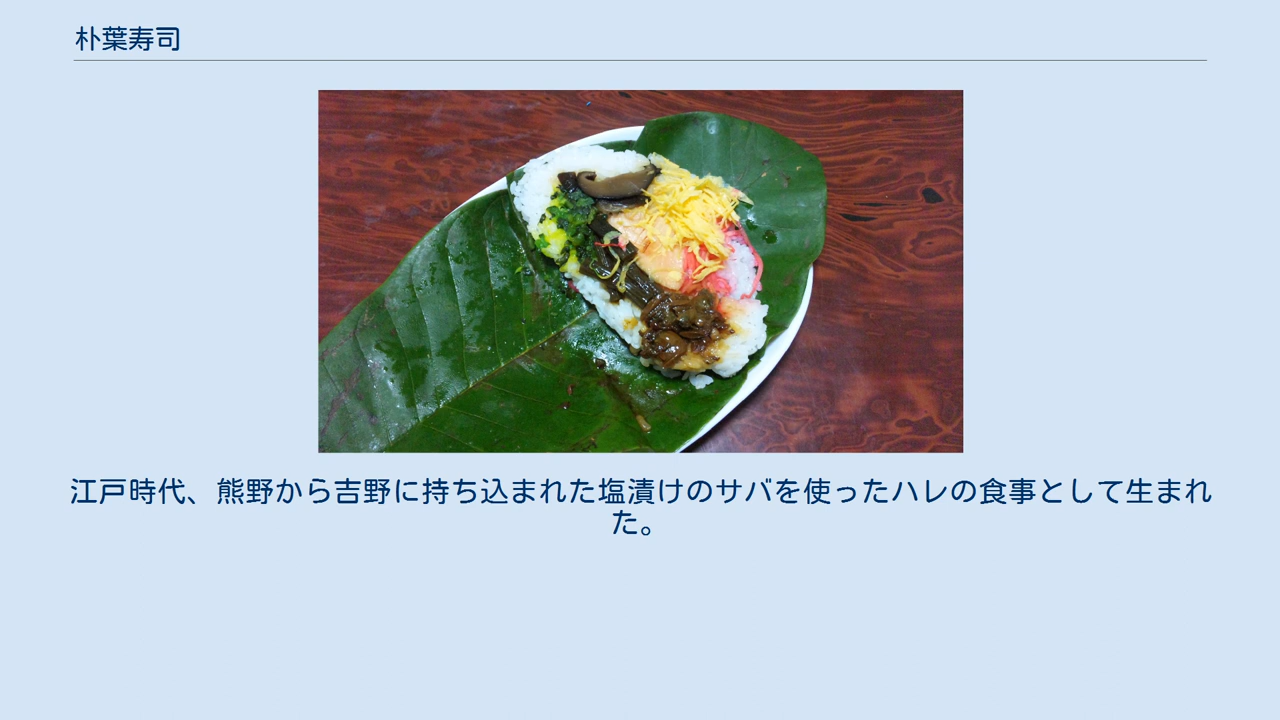 朴葉寿司
江戸時代、熊野から吉野に持ち込まれた塩漬けのサバを使ったハレの食事として生まれ
た。